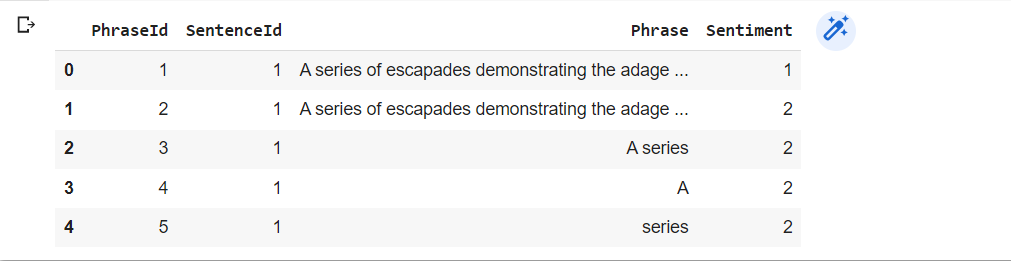 PhraseId SentenceId Phrase Sentiment
0 1 1 A series of escapades demonstrating the adage ... 1
1 2 1 A series of escapades demonstrating the adage ... 2
2 3 1 A series 2
3 4 1 A 2
4 5 1 series 2